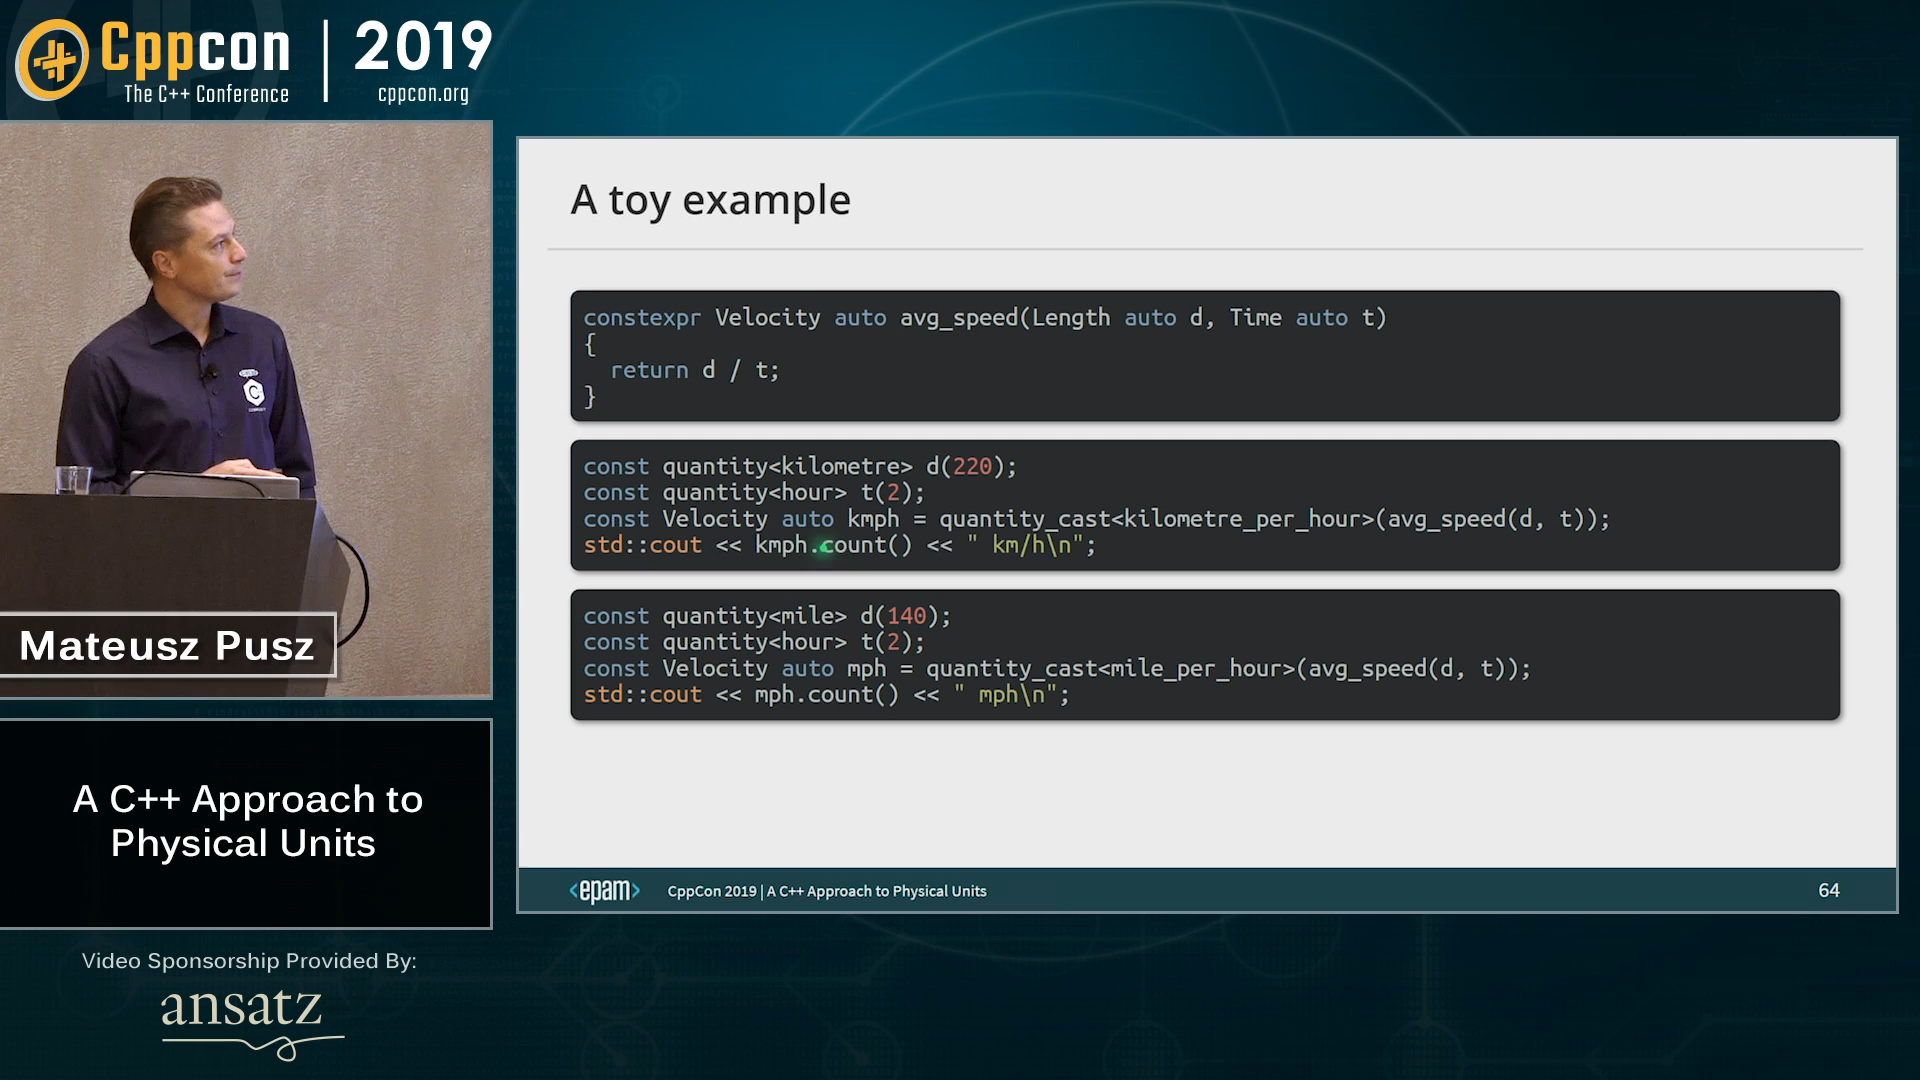 Cppcon
The C++ Conference
2019
cppcon.org
A toy example
constexpr Velocity auto avg_speed(Length auto d, Time auto t)
{
return d / t;
}
const quantity<kilometre> d(220);
const quantity<hour> t(2);
const Velocity auto kmph = quantity_cast<kilometre_per_hour>(avg_speed(d, t));
std::cout << kmph.count() << " km/h\n";
const quantity<mile> d(140);
const quantity<hour> t(2);
const Velocity auto mph = quantity_cast<mile_per_hour>(avg_speed(d, t));
std::cout << mph.count() << " mph\n";
<epam>
CppCon 2019 | A C++ Approach to Physical Units
64
Mateusz Pusz
A C++ Approach to
Physical Units
Video Sponsorship Provided By:
ansatz